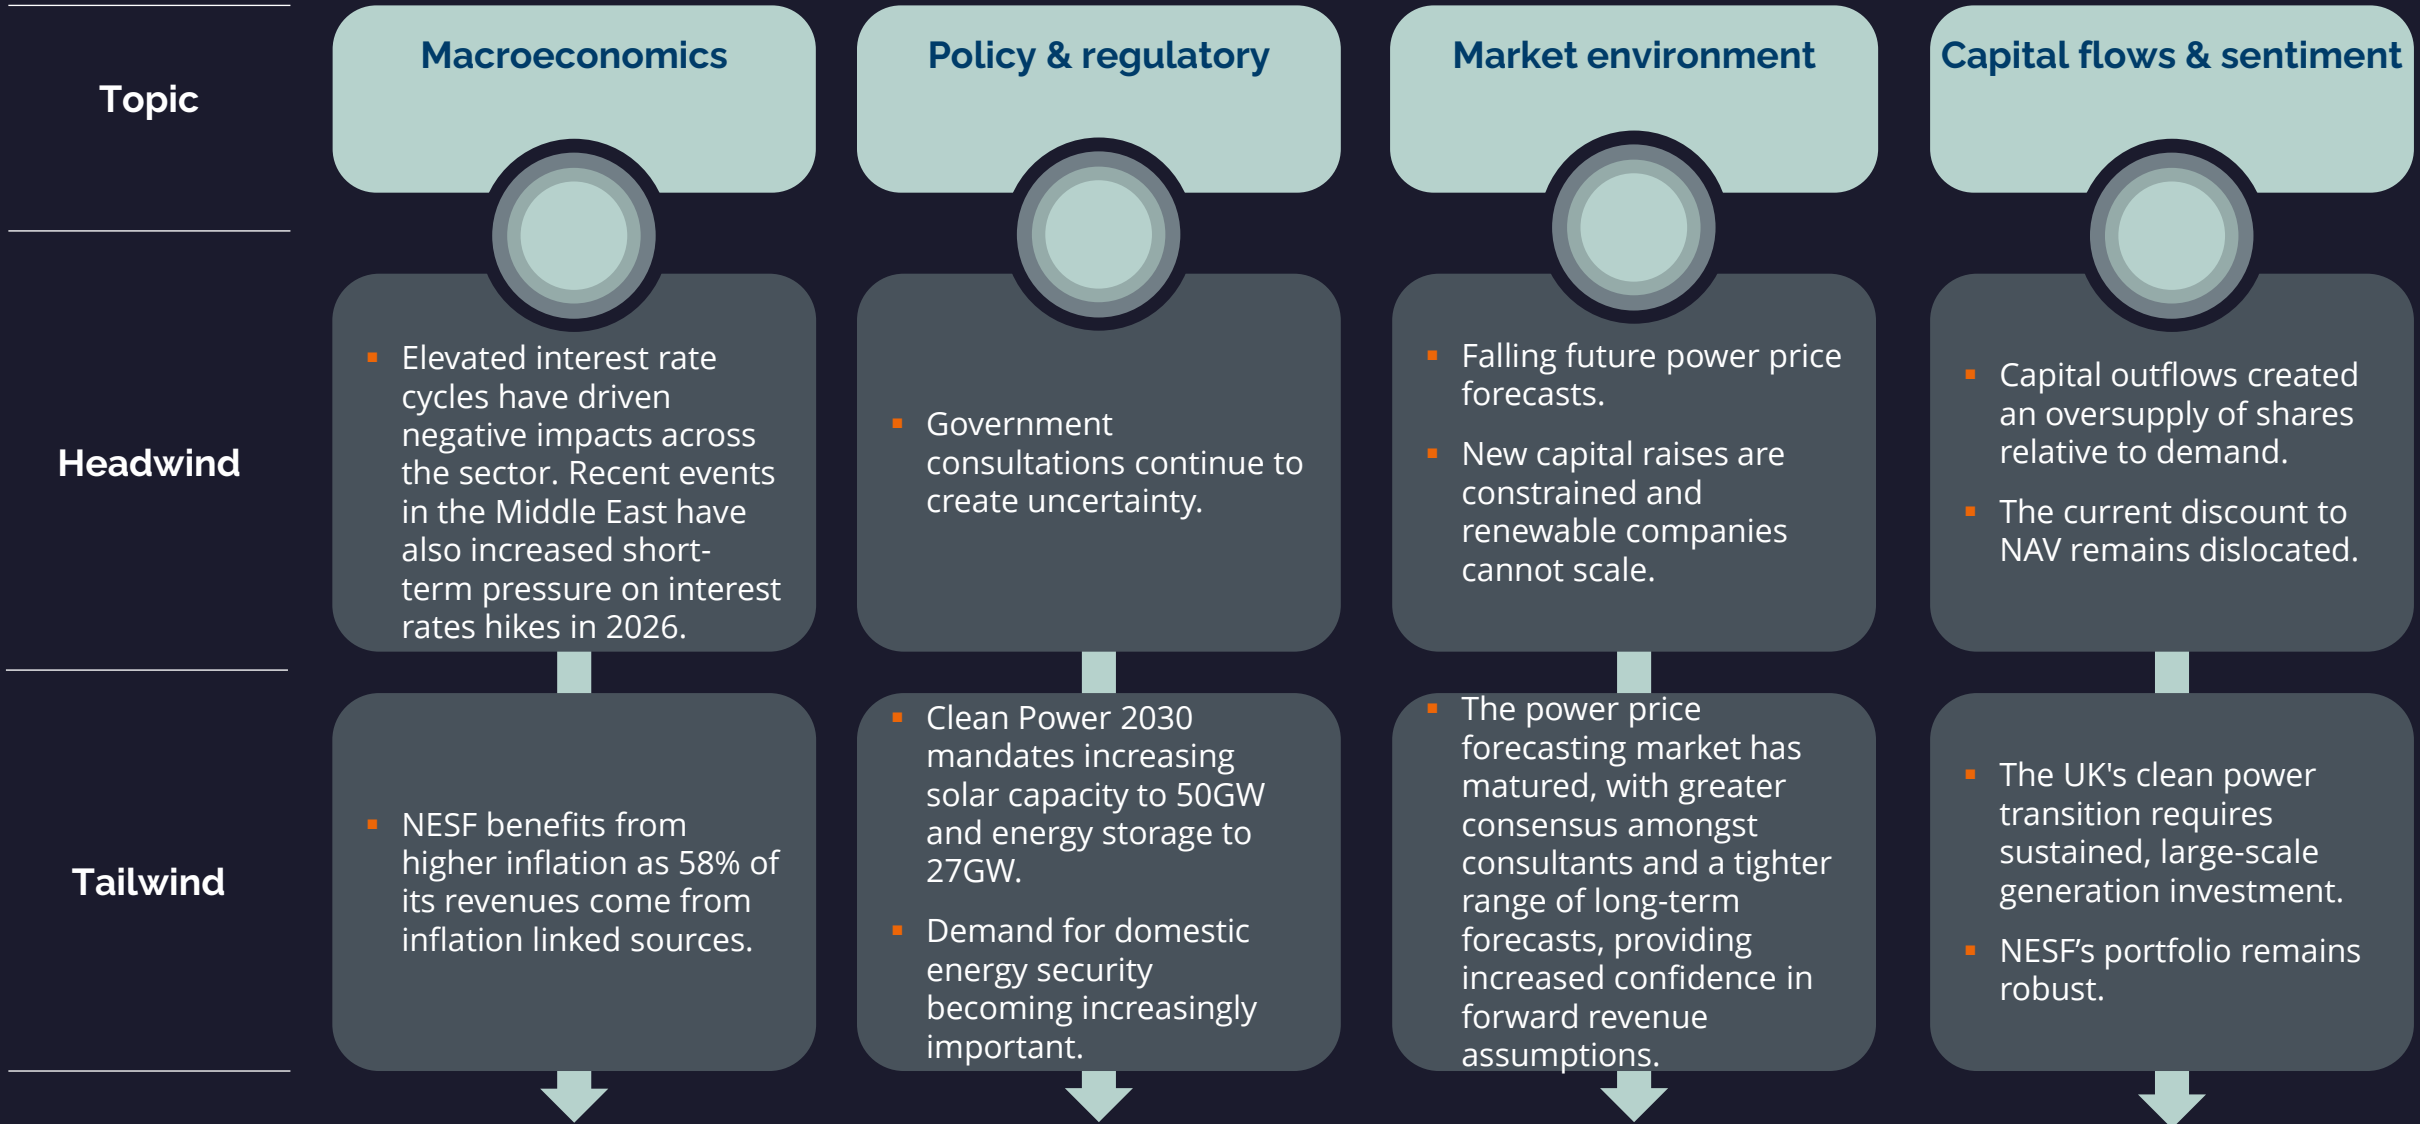 Topic
Macroeconomics
Policy & regulatory
Market environment
Capital flows & sentiment
Headwind
▪ Elevated interest rate
cycles have driven
negative impacts across
the sector. Recent events
in the Middle East have
also increased short-
term pressure on interest
rates hikes in 2026.
▪ Government
consultations continue to
create uncertainty.
▪ Falling future power price
forecasts.
▪ New capital raises are
constrained and
renewable companies
cannot scale.
▪ Capital outflows created
an oversupply of shares
relative to demand.
▪ The current discount to
NAV remains dislocated.
Tailwind
▪ NESF benefits from
higher inflation as 58% of
its revenues come from
inflation linked sources.
▪ Clean Power 2030
mandates increasing
solar capacity to 50GW
and energy storage to
27GW.
▪ Demand for domestic
energy security
becoming increasingly
important.
▪ The power price
forecasting market has
matured, with greater
consensus amongst
consultants and a tighter
range of long-term
forecasts, providing
increased confidence in
forward revenue
assumptions.
▪ The UK's clean power
transition requires
sustained, large-scale
generation investment.
▪ NESF’s portfolio remains
robust.